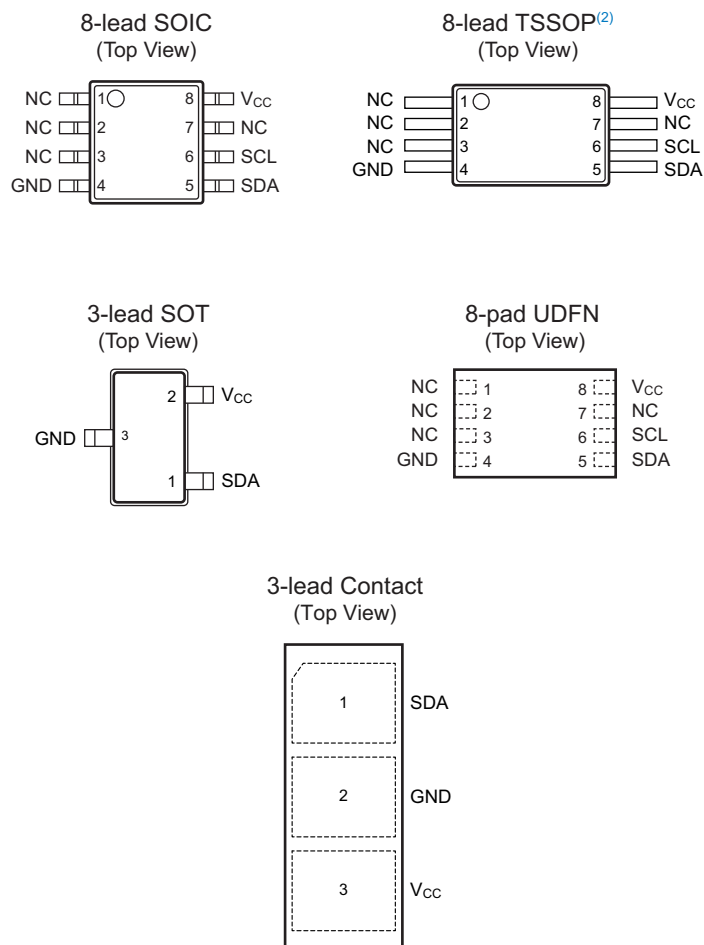 8-lead SOIC
(Top View)
NC 1 8 VCC
NC 2 7 NC
NC 3 6 SCL
GND 4 5 SDA
8-lead TSSOP(2)
(Top View)
NC 1 8 VCC
NC 2 7 NC
NC 3 6 SCL
GND 4 5 SDA
3-lead SOT
(Top View)
2 VCC
GND 3
1 SDA
8-pad UDFN
(Top View)
NC 1 8 VCC
NC 2 7 NC
NC 3 6 SCL
GND 4 5 SDA
3-lead Contact
(Top View)
1 SDA
2 GND
3 VCC